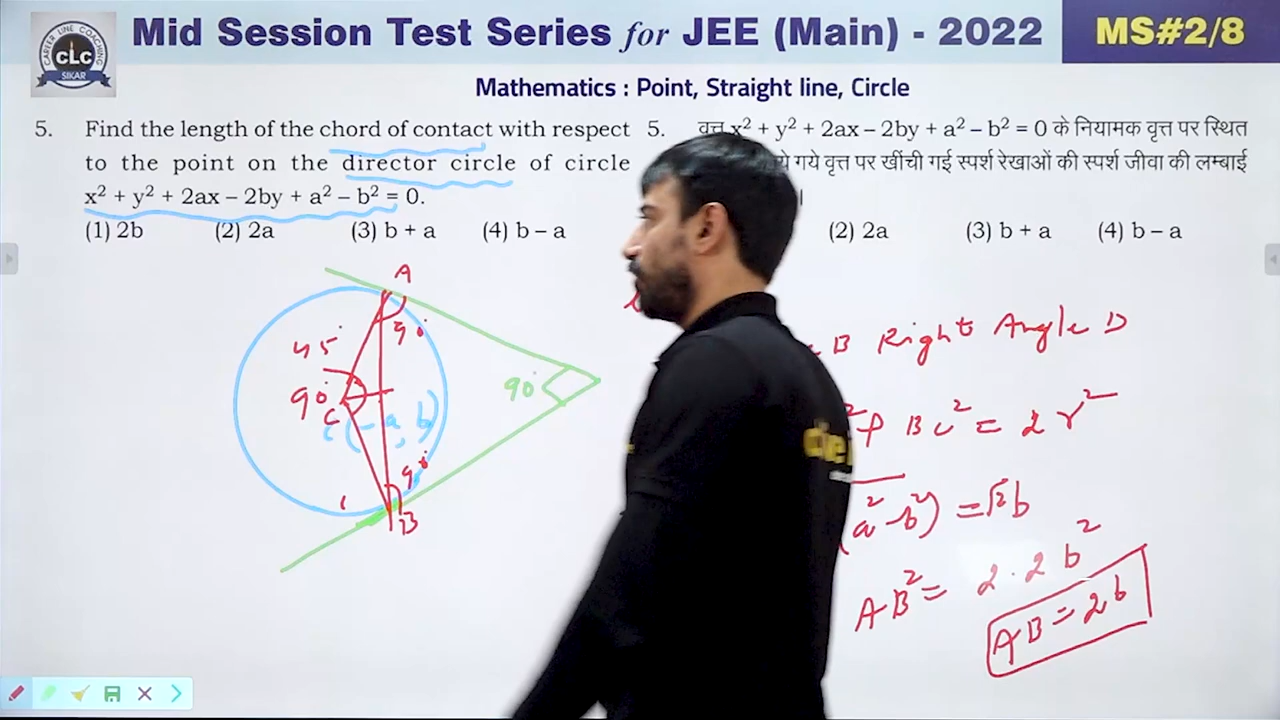 CAREER LINE COACHING
CLC
SIKAR
Mid Session Test Series for JEE (Main) - 2022
MS#2/8
Mathematics : Point, Straight line, Circle
5. Find the length of the chord of contact with respect
to the point on the director circle of circle
x² + y² + 2ax – 2by + a² – b² = 0.
(1) 2b (2) 2a (3) b + a (4) b – a
5. वृत्त x² + y² + 2ax – 2by + a² – b² = 0 के नियामक वृत्त पर स्थित
गये वृत्त पर खींची गई स्पर्श रेखाओं की स्पर्श जीवा की लम्बाई
(2) 2a (3) b + a (4) b – a
A
90°
45°
90°
C
C(-a, b)
90°
B
90°
B Right Angle D
BC² = 2r²
(a²-b²) = √2b
AB² = 2·2b²
AB = 2b